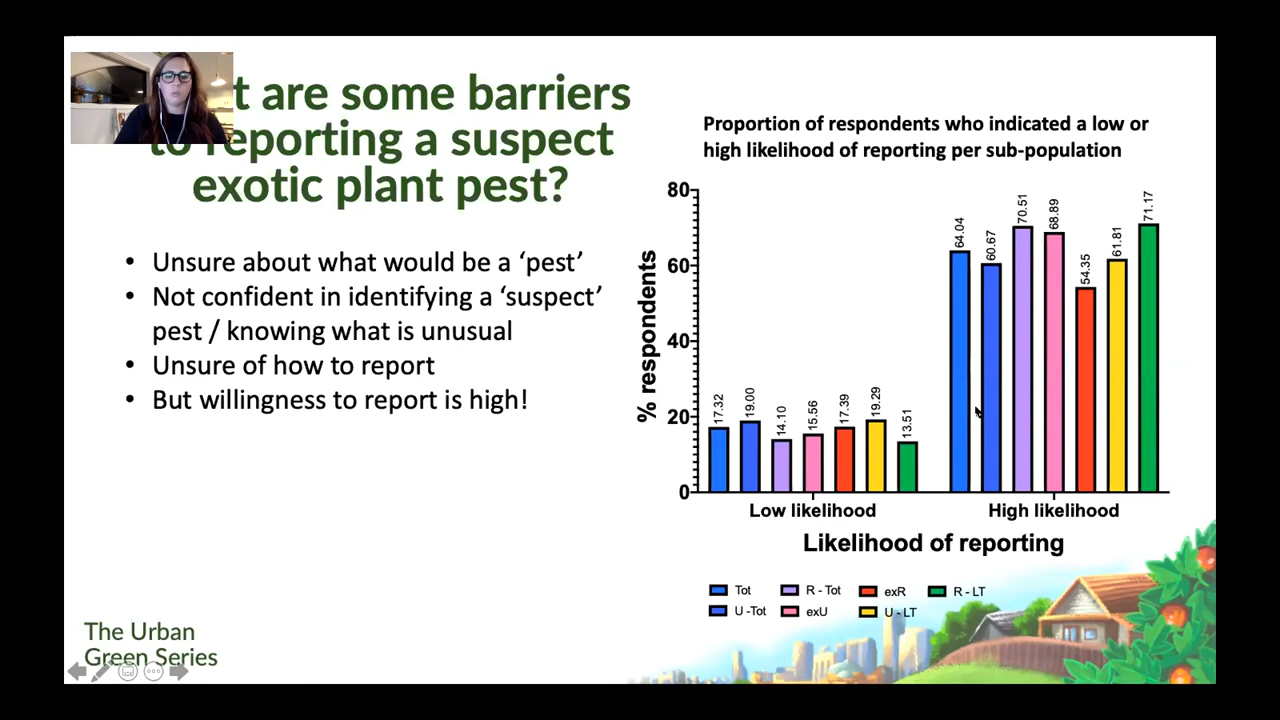 t are some barriers
to reporting a suspect
exotic plant pest?
• Unsure about what would be a ‘pest’
• Not confident in identifying a ‘suspect’
pest / knowing what is unusual
• Unsure of how to report
• But willingness to report is high!
Proportion of respondents who indicated a low or
high likelihood of reporting per sub-population
% respondents
80
60
40
20
0
17.32
19.00
14.10
15.56
17.39
19.29
13.51
64.04
60.67
70.51
68.89
54.35
61.81
71.17
Low likelihood
High likelihood
Likelihood of reporting
Tot
R - Tot
exR
R - LT
U -Tot
exU
U - LT
The Urban
Green Series